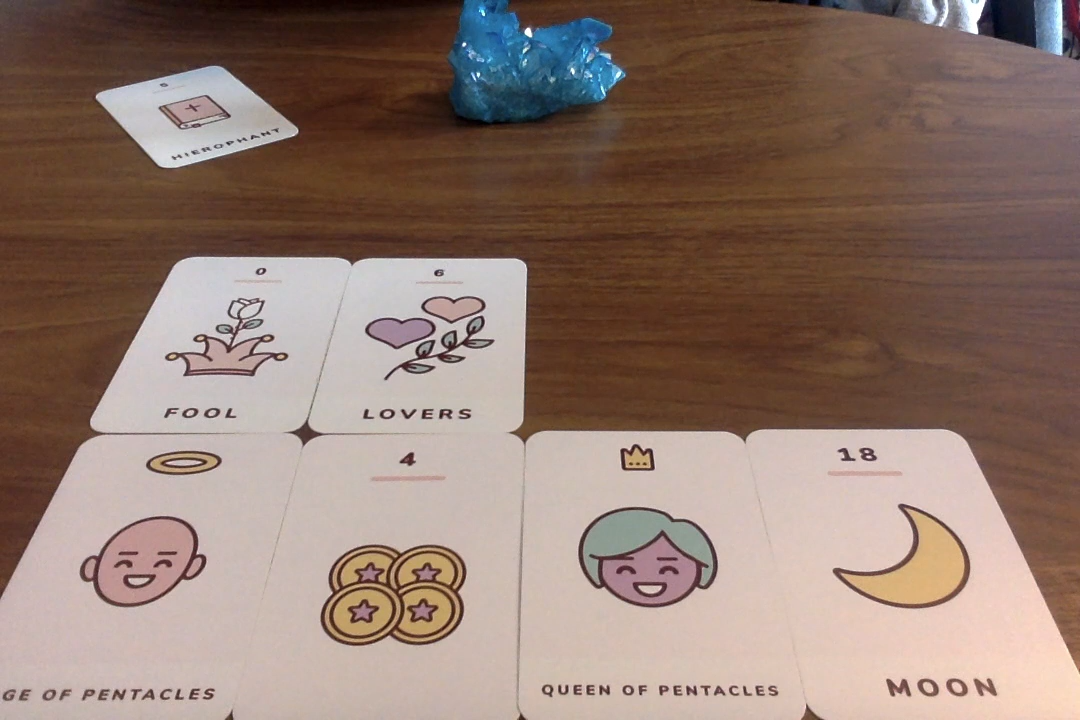 HIEROPHANT
0
6
FOOL
LOVERS
4
18
GE OF PENTACLES
QUEEN OF PENTACLES
MOON